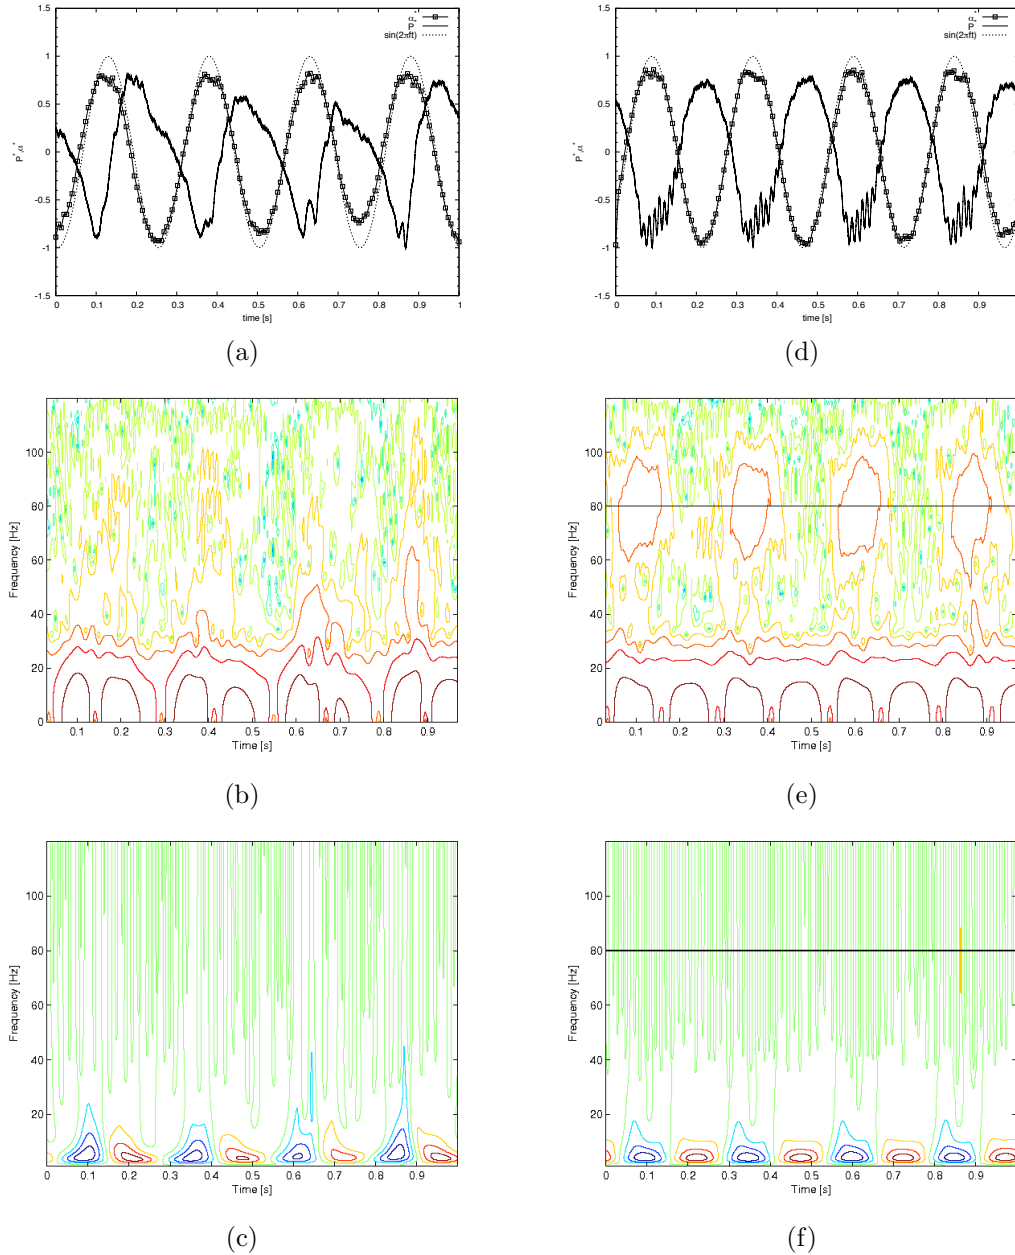 1.5
1
0.5
0
-0.5
-1
-1.5
P*,α*
α*
P*
sin(2πft)
0 0.1 0.2 0.3 0.4 0.5 0.6 0.7 0.8 0.9 1
time [s]
(a)
1.5
1
0.5
0
-0.5
-1
-1.5
P*,α*
α*
P*
sin(2πft)
0 0.1 0.2 0.3 0.4 0.5 0.6 0.7 0.8 0.9
time [s]
(d)
100
80
60
40
20
0
Frequency [Hz]
0.1 0.2 0.3 0.4 0.5 0.6 0.7 0.8 0.9
Time [s]
(b)
100
80
60
40
20
0
Frequency [Hz]
0.1 0.2 0.3 0.4 0.5 0.6 0.7 0.8 0.9
Time [s]
(e)
100
80
60
40
20
Frequency [Hz]
0 0.1 0.2 0.3 0.4 0.5 0.6 0.7 0.8 0.9
Time [s]
(c)
100
80
60
40
20
Frequency [Hz]
0 0.1 0.2 0.3 0.4 0.5 0.6 0.7 0.8 0.9
Time [s]
(f)